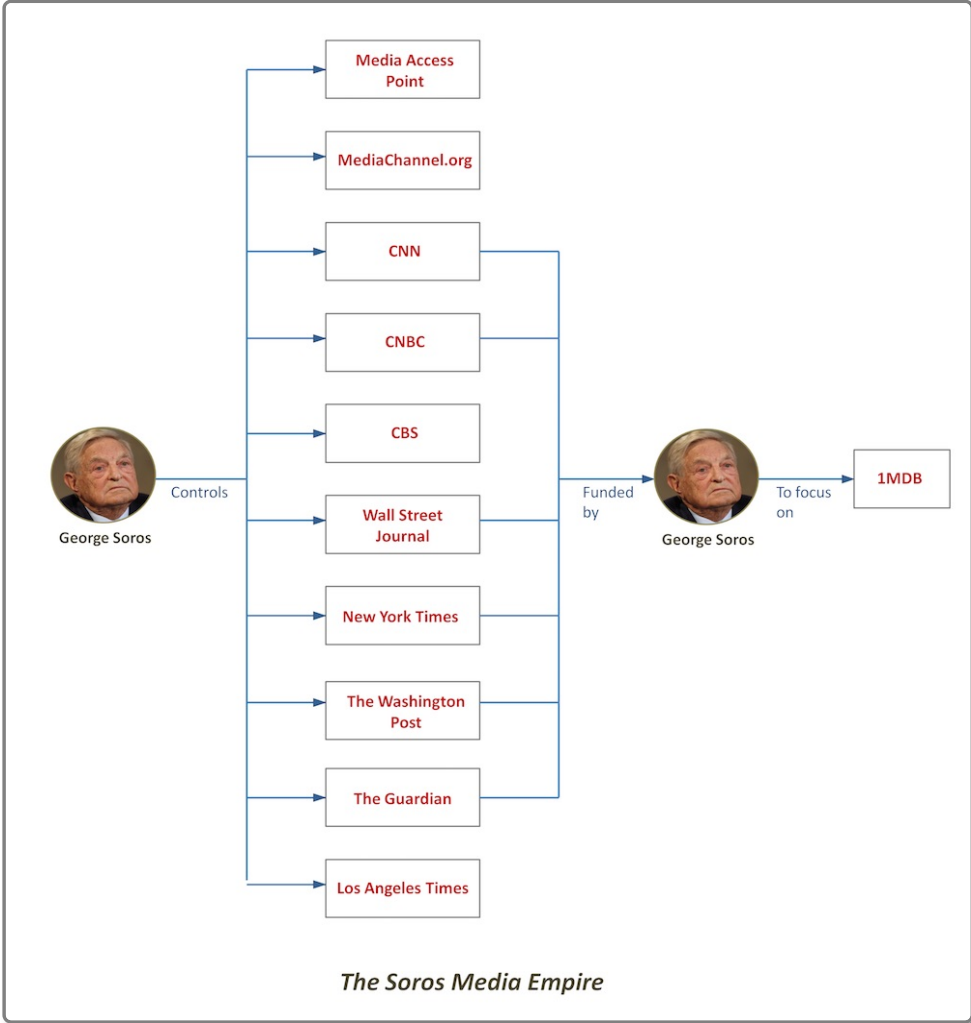 Media Access
Point
MediaChannel.org
CNN
CNBC
CBS
George Soros
Controls
Wall Street
Journal
New York Times
The Washington
Post
The Guardian
Los Angeles Times
Funded
by
George Soros
To focus
on
1MDB
The Soros Media Empire